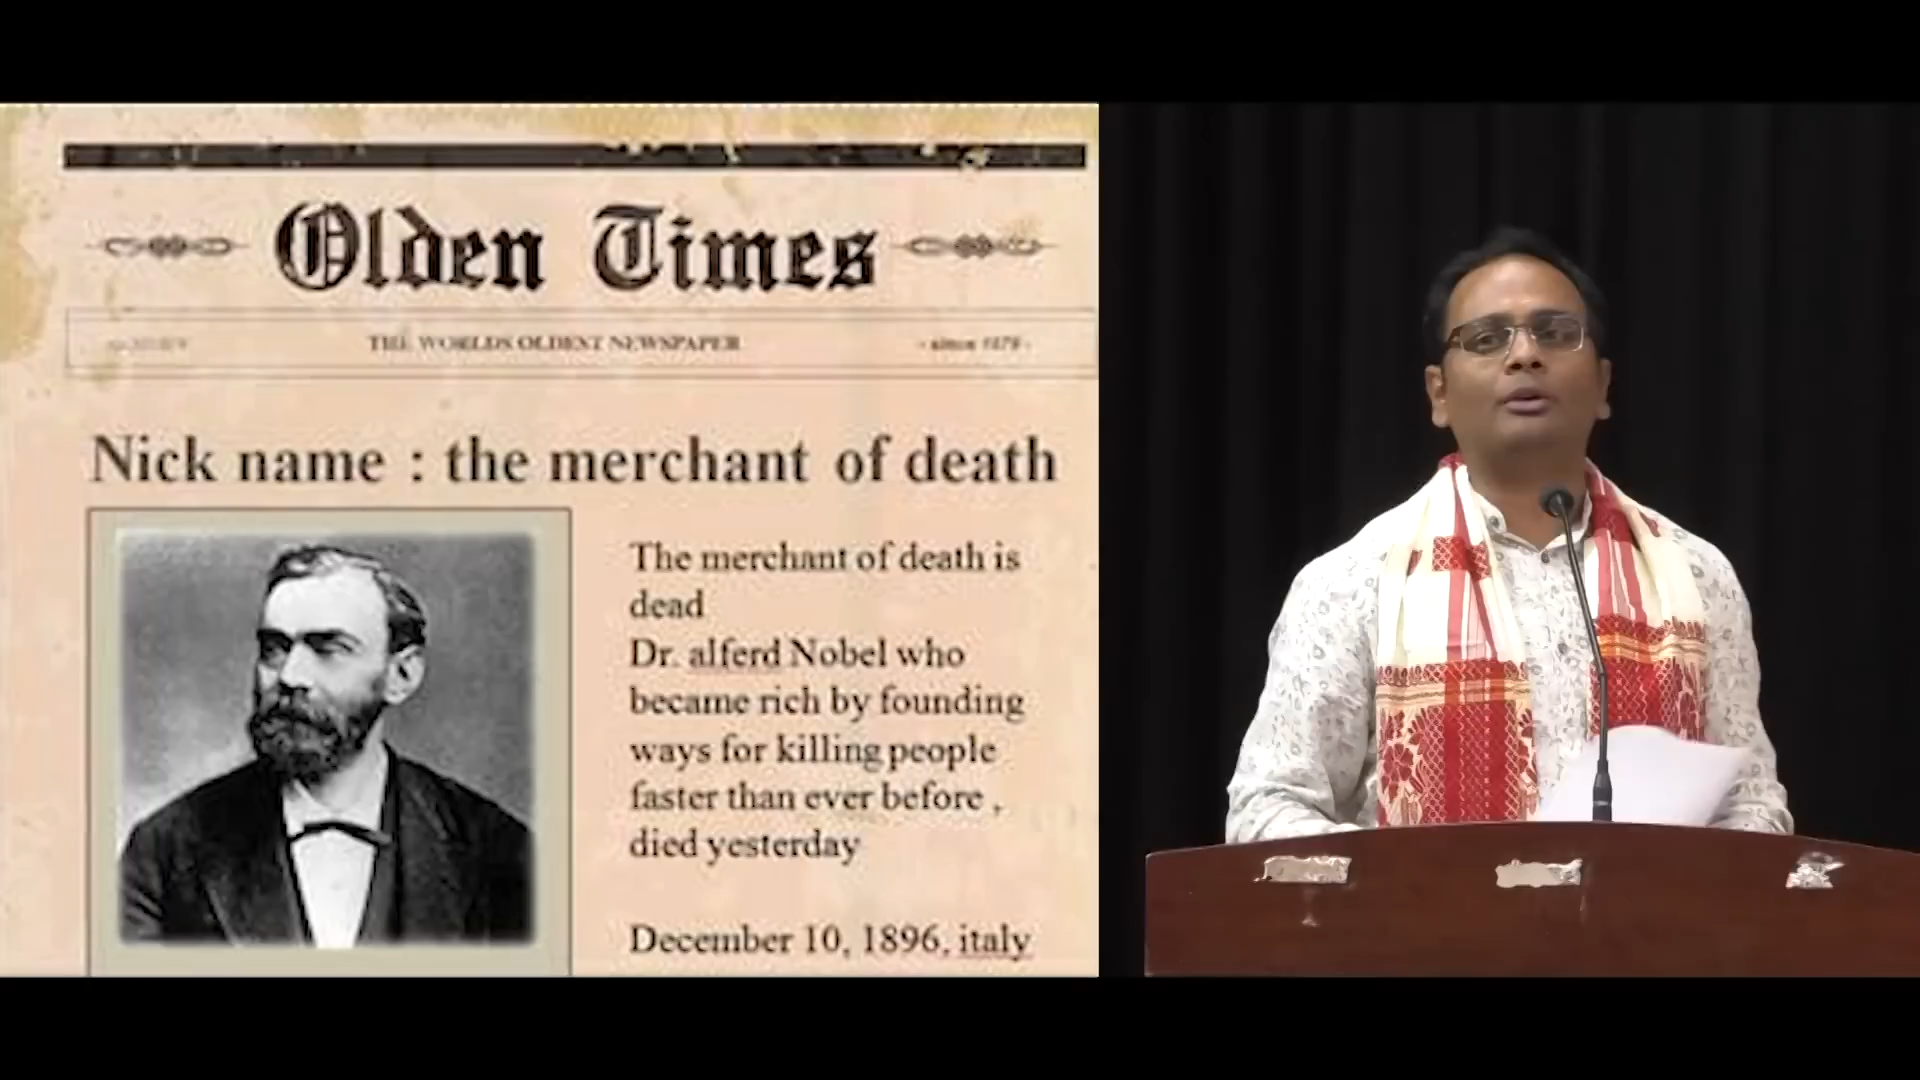 Olden Times
THE WORLDS OLDEST NEWSPAPER
- since 1879 -
Nick name : the merchant of death
The merchant of death is
dead
Dr. alferd Nobel who
became rich by founding
ways for killing people
faster than ever before ,
died yesterday
December 10, 1896, italy